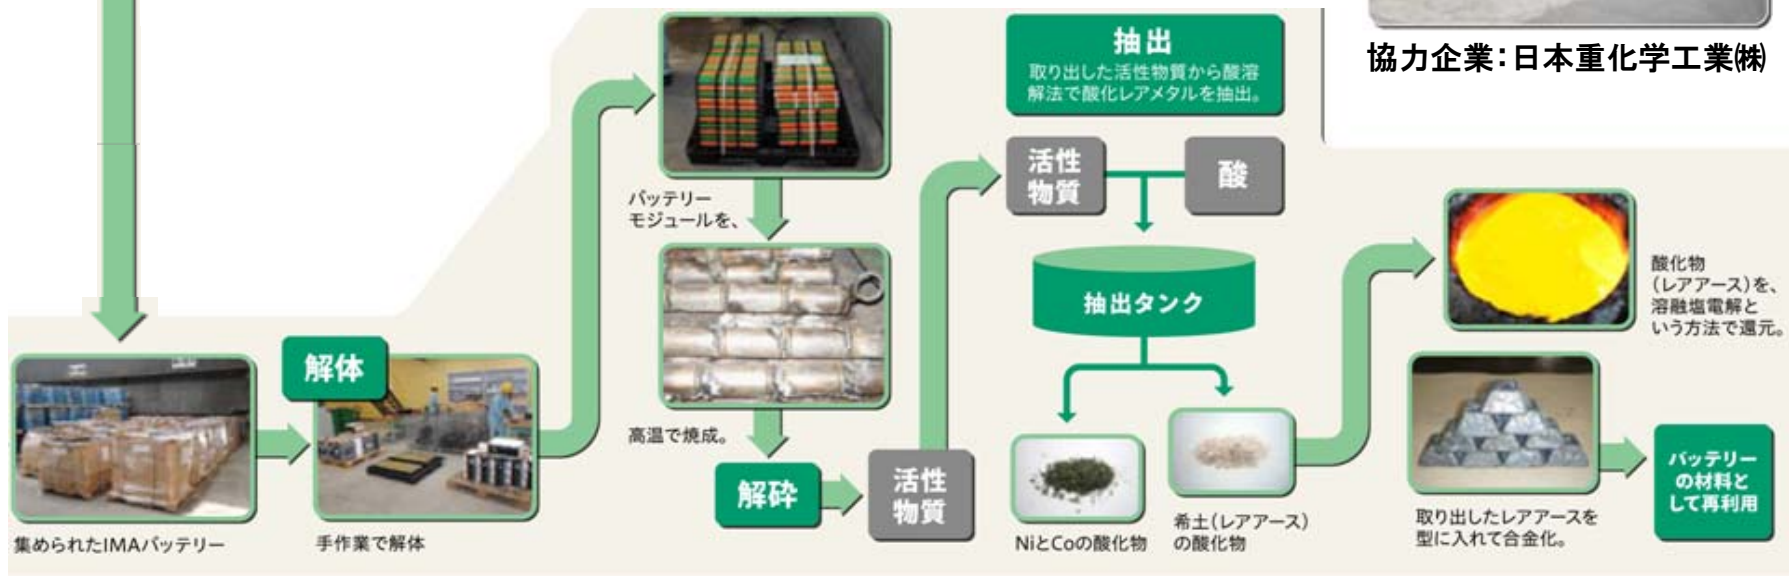 協力企業：日本重化学工業㈱
集められたIMAバッテリー
解体
手作業で解体
バッテリー
モジュールを、
高温で焼成。
解砕
活性
物質
抽出
取り出した活性物質から酸溶
解法で酸化レアメタルを抽出。
活性
物質
酸
抽出タンク
NiとCoの酸化物
希土（レアアース）
の酸化物
酸化物
（レアアース）を、
溶融塩電解と
いう方法で還元。
取り出したレアアースを
型に入れて合金化。
バッテリー
の材料と
して再利用